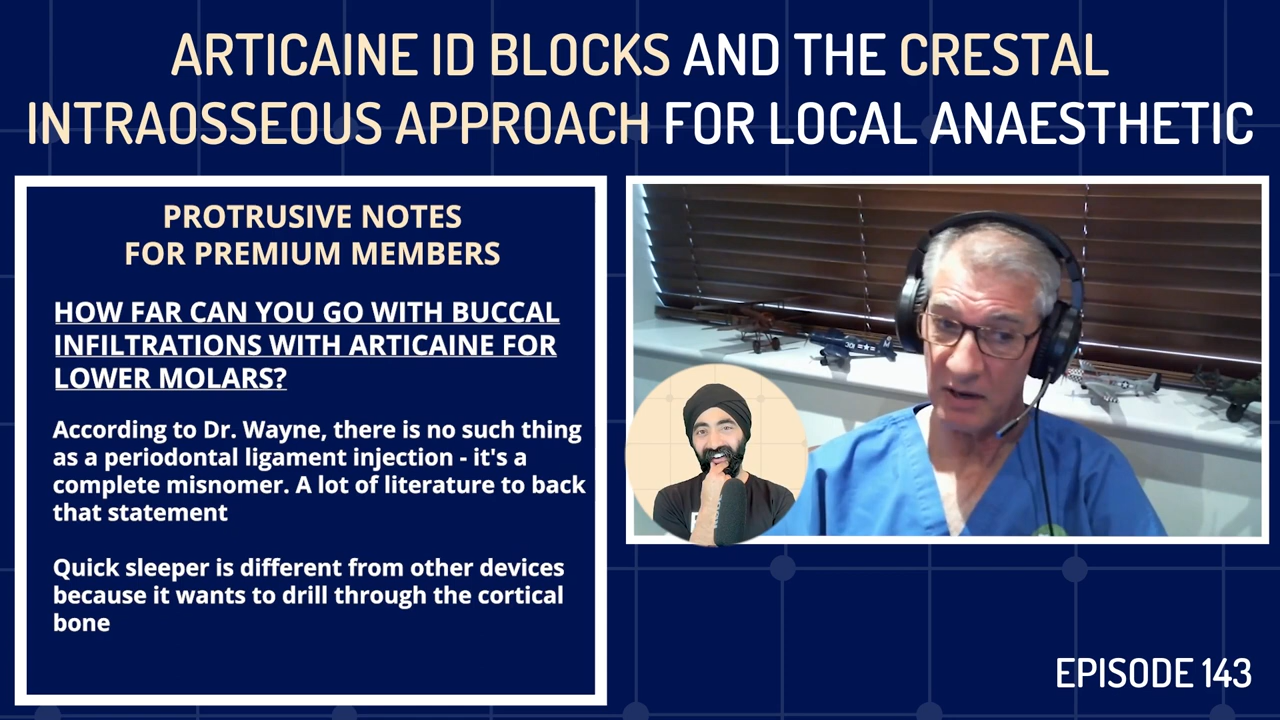 ARTICAINE ID BLOCKS AND THE CRESTAL
INTRAOSSEOUS APPROACH FOR LOCAL ANAESTHETIC
PROTRUSIVE NOTES
FOR PREMIUM MEMBERS
HOW FAR CAN YOU GO WITH BUCCAL
INFILTRATIONS WITH ARTICAINE FOR
LOWER MOLARS?
According to Dr. Wayne, there is no such thing
as a periodontal ligament injection - it's a
complete misnomer. A lot of literature to back
that statement
Quick sleeper is different from other devices
because it wants to drill through the cortical
bone
EPISODE 143